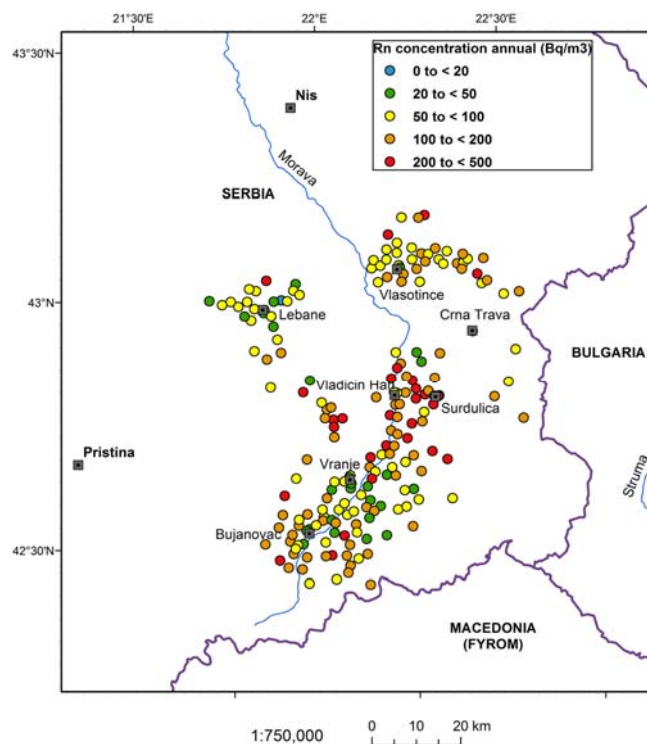 21°30'E
22°E
22°30'E
43°30'N
Rn concentration annual (Bq/m3)
0 to < 20
20 to < 50
50 to < 100
100 to < 200
200 to < 500
Nis
Morava
SERBIA
Vlasotince
43°N
Lebane
Crna Trava
BULGARIA
Vladicin Han
Surdulica
Pristina
Vranje
Struma
Bujanovac
42°30'N
MACEDONIA
(FYROM)
1:750,000
0 10 20 km